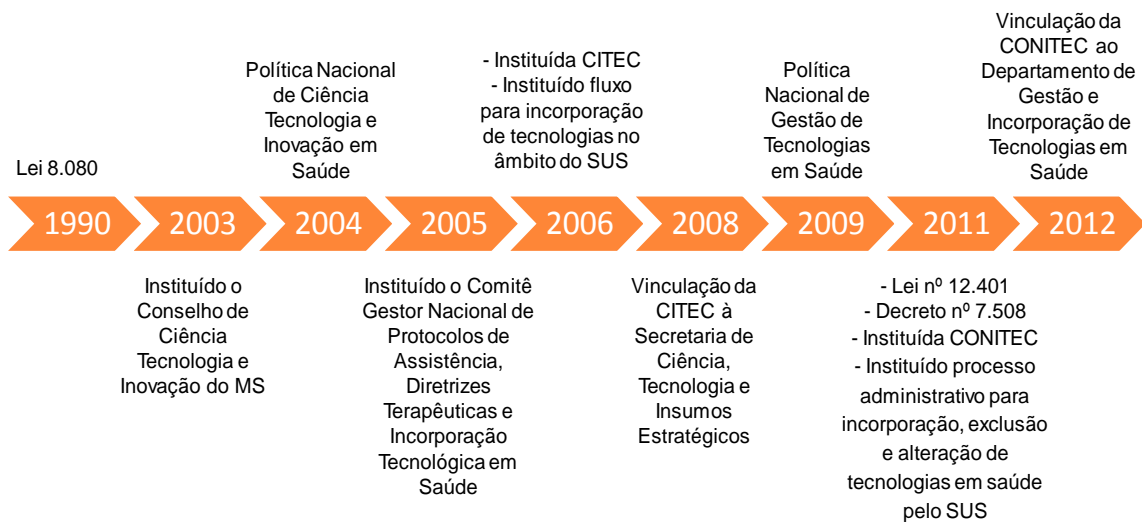 Lei 8.080
Política Nacional
de Ciência
Tecnologia e
Inovação em
Saúde
- Instituída CITEC
- Instituído fluxo
para incorporação
de tecnologias no
âmbito do SUS
Política
Nacional de
Gestão de
Tecnologias
em Saúde
Vinculação da
CONITEC ao
Departamento de
Gestão e
Incorporação de
Tecnologias em
Saúde
1990
2003
2004
2005
2006
2008
2009
2011
2012
Instituído o
Conselho de
Ciência
Tecnologia e
Inovação do MS
Instituído o Comitê
Gestor Nacional de
Protocolos de
Assistência,
Diretrizes
Terapêuticas e
Incorporação
Tecnológica em
Saúde
Vinculação da
CITEC à
Secretaria de
Ciência,
Tecnologia e
Insumos
Estratégicos
- Lei nº 12.401
- Decreto nº 7.508
- Instituída CONITEC
- Instituído processo
administrativo para
incorporação, exclusão
e alteração de
tecnologias em saúde
pelo SUS